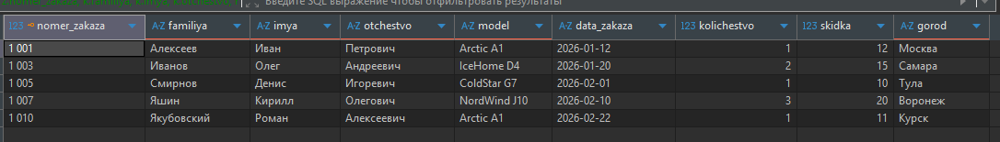 Введите SQL выражение чтобы отфильтровать результаты
123 nomer_zakaza A-Z familiya A-Z imya A-Z otchestvo A-Z model A-Z data_zakaza 123 kolichestvo 123 skidka A-Z gorod
1 001 Алексеев Иван Петрович Arctic A1 2026-01-12 1 12 Москва
1 003 Иванов Олег Андреевич IceHome D4 2026-01-20 2 15 Самара
1 005 Смирнов Денис Игоревич ColdStar G7 2026-02-01 1 10 Тула
1 007 Яшин Кирилл Олегович NordWind J10 2026-02-10 3 20 Воронеж
1 010 Якубовский Роман Алексеевич Arctic A1 2026-02-22 1 11 Курск